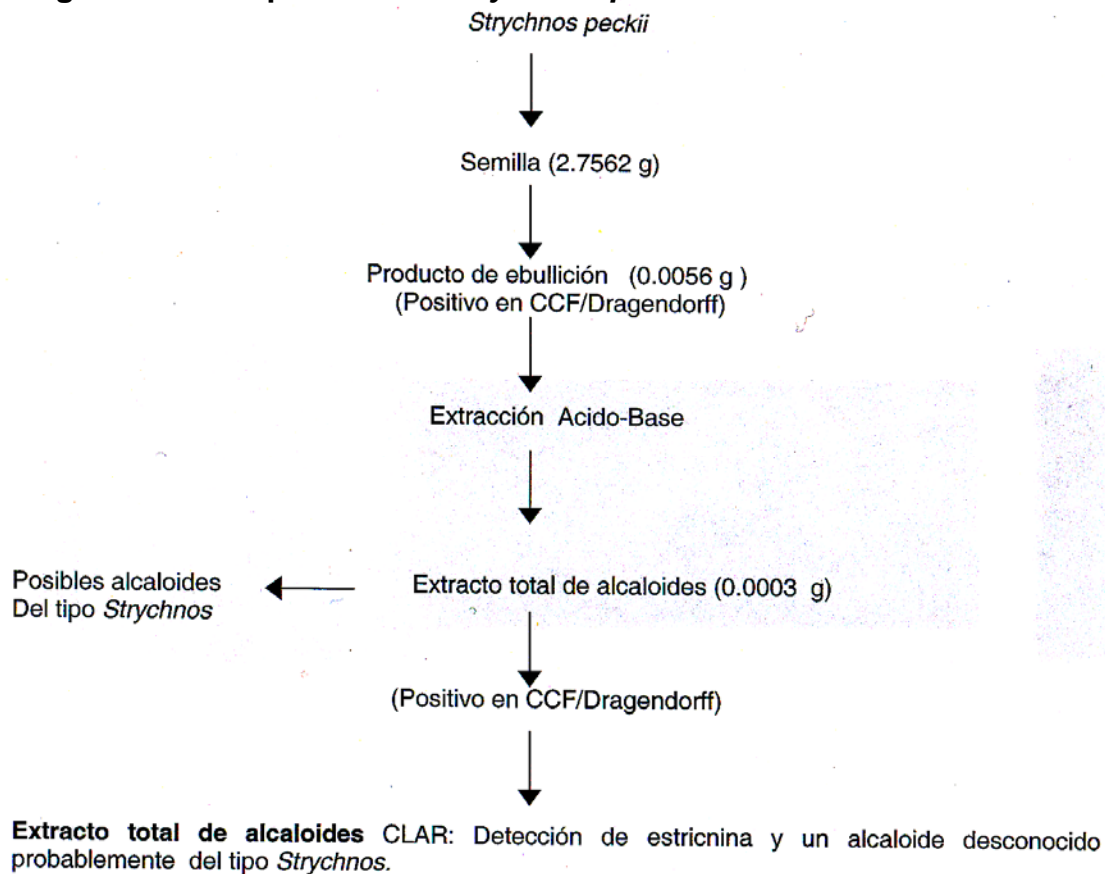 Strychnos peckii
Semilla (2.7562 g)
Producto de ebullición (0.0056 g )
(Positivo en CCF/Dragendorff)
Extracción Acido-Base
Posibles alcaloides
Del tipo Strychnos
Extracto total de alcaloides (0.0003 g)
(Positivo en CCF/Dragendorff)
Extracto total de alcaloides CLAR: Detección de estricnina y un alcaloide desconocido
probablemente del tipo Strychnos.